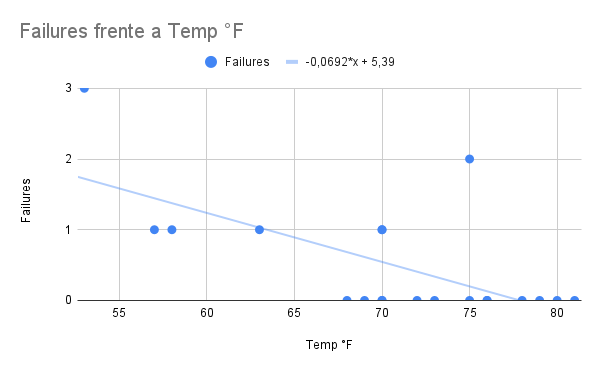 Failures frente a Temp °F
Failures -0,0692*x + 5,39
3
2
1
0
Failures
55 60 65 70 75 80
Temp °F